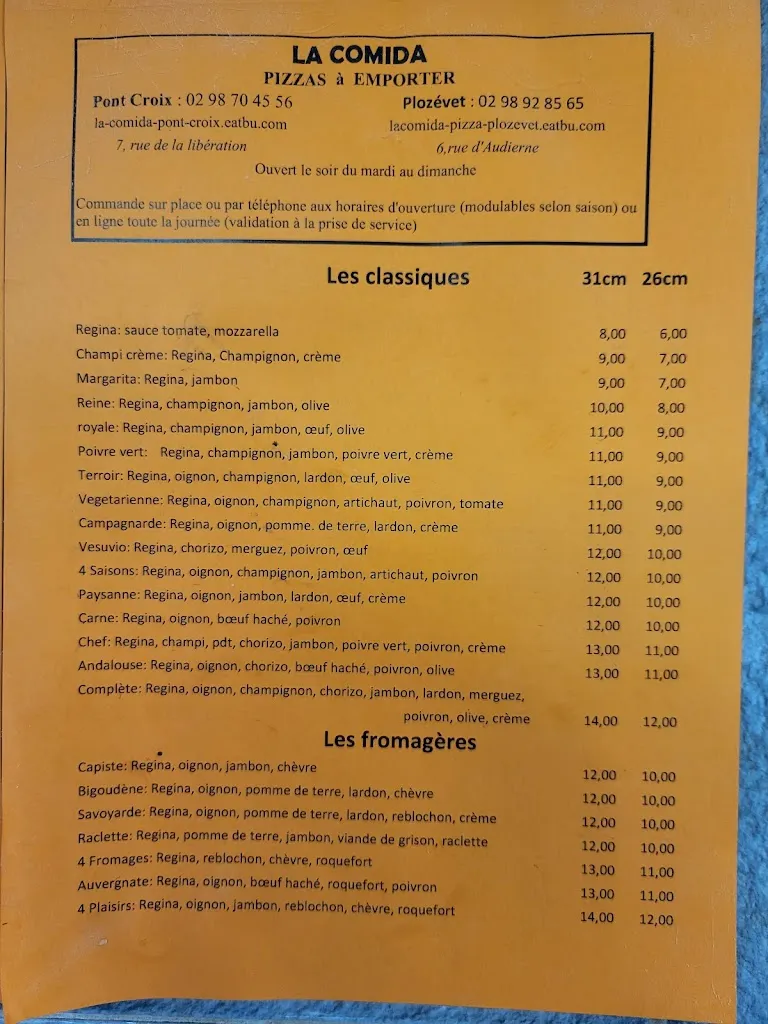 LA COMIDA
PIZZAS à EMPORTER
Pont Croix : 02 98 70 45 56 Plozévet : 02 98 92 85 65
la-comida-pont-croix.eatbu.com lacomida-pizza-plozevet.eatbu.com
7, rue de la libération 6,rue d'Audierne
Ouvert le soir du mardi au dimanche
Commande sur place ou par téléphone aux horaires d'ouverture (modulables selon saison) ou
en ligne toute la journée (validation à la prise de service)
Les classiques 31cm 26cm
Regina: sauce tomate, mozzarella 8,00 6,00
Champi crème: Regina, Champignon, crème 9,00 7,00
Margarita: Regina, jambon 9,00 7,00
Reine: Regina, champignon, jambon, olive 10,00 8,00
royale: Regina, champignon, jambon, œuf, olive 11,00 9,00
Poivre vert: Regina, champignon, jambon, poivre vert, crème 11,00 9,00
Terroir: Regina, oignon, champignon, lardon, œuf, olive 11,00 9,00
Vegetarienne: Regina, oignon, champignon, artichaut, poivron, tomate 11,00 9,00
Campagnarde: Regina, oignon, pomme. de terre, lardon, crème 11,00 9,00
Vesuvio: Regina, chorizo, merguez, poivron, œuf 12,00 10,00
4 Saisons: Regina, oignon, champignon, jambon, artichaut, poivron 12,00 10,00
Paysanne: Regina, oignon, jambon, lardon, œuf, crème 12,00 10,00
Carne: Regina, oignon, bœuf haché, poivron 12,00 10,00
Chef: Regina, champi, pdt, chorizo, jambon, poivre vert, poivron, crème 13,00 11,00
Andalouse: Regina, oignon, chorizo, bœuf haché, poivron, olive 13,00 11,00
Complète: Regina, oignon, champignon, chorizo, jambon, lardon, merguez,
poivron, olive, crème 14,00 12,00
Les fromagères
Capiste: Regina, oignon, jambon, chèvre 12,00 10,00
Bigoudène: Regina, oignon, pomme de terre, lardon, chèvre 12,00 10,00
Savoyarde: Regina, oignon, pomme de terre, lardon, reblochon, crème 12,00 10,00
Raclette: Regina, pomme de terre, jambon, viande de grison, raclette 12,00 10,00
4 Fromages: Regina, reblochon, chèvre, roquefort 13,00 11,00
Auvergnate: Regina, oignon, bœuf haché, roquefort, poivron 13,00 11,00
4 Plaisirs: Regina, oignon, jambon, reblochon, chèvre, roquefort 14,00 12,00